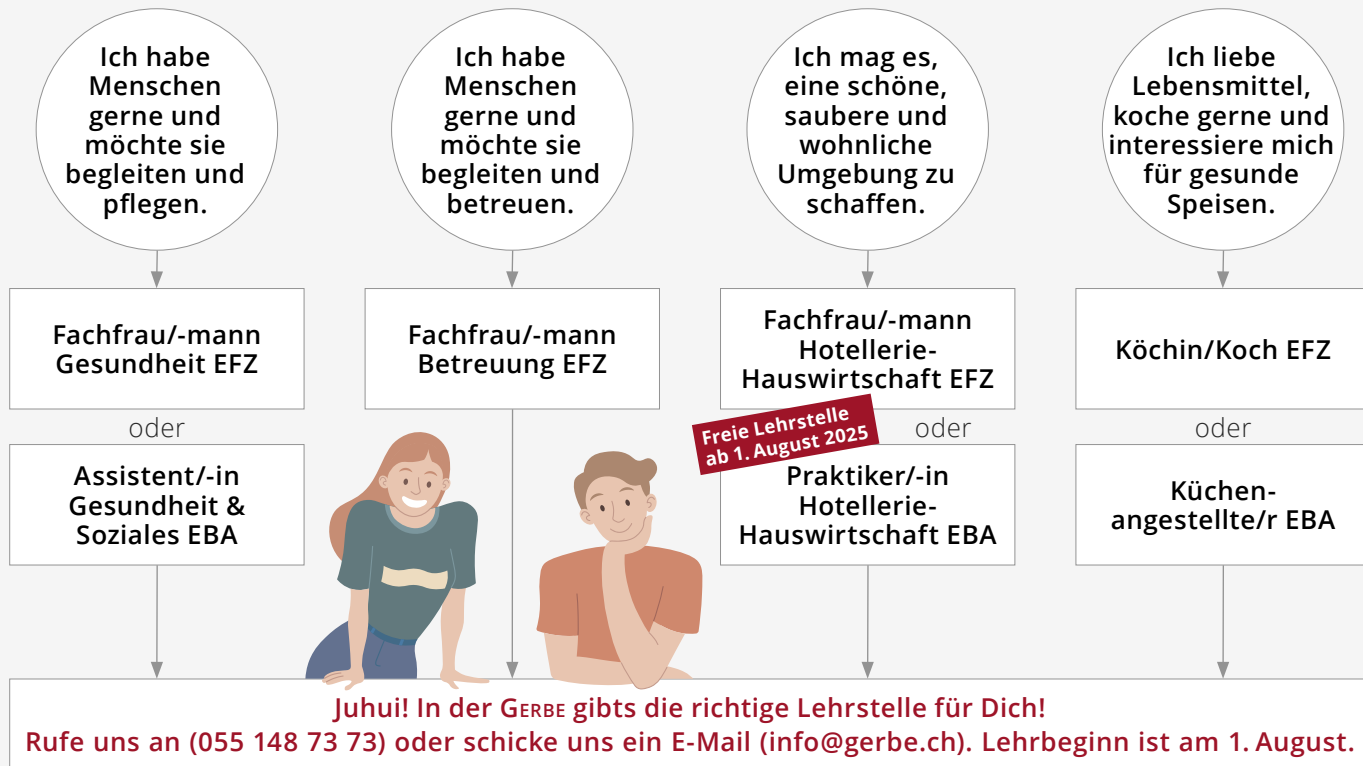 Ich habe
Menschen
gerne und
möchte sie
begleiten und
pflegen.
Ich habe
Menschen
gerne und
möchte sie
begleiten und
betreuen.
Ich mag es,
eine schöne,
saubere und
wohnliche
Umgebung zu
schaffen.
Ich liebe
Lebensmittel,
koche gerne und
interessiere mich
für gesunde
Speisen.
Fachfrau/-mann
Gesundheit EFZ
Fachfrau/-mann
Betreuung EFZ
Fachfrau/-mann
Hotellerie-
Hauswirtschaft EFZ
Köchin/Koch EFZ
oder
Freie Lehrstelle
ab 1. August 2025
oder
oder
Assistent/-in
Gesundheit &
Soziales EBA
Praktiker/-in
Hotellerie-
Hauswirtschaft EBA
Küchen-
angestellte/r EBA
Juhui! In der GERBE gibts die richtige Lehrstelle für Dich!
Rufe uns an (055 148 73 73) oder schicke uns ein E-Mail (info@gerbe.ch). Lehrbeginn ist am 1. August.